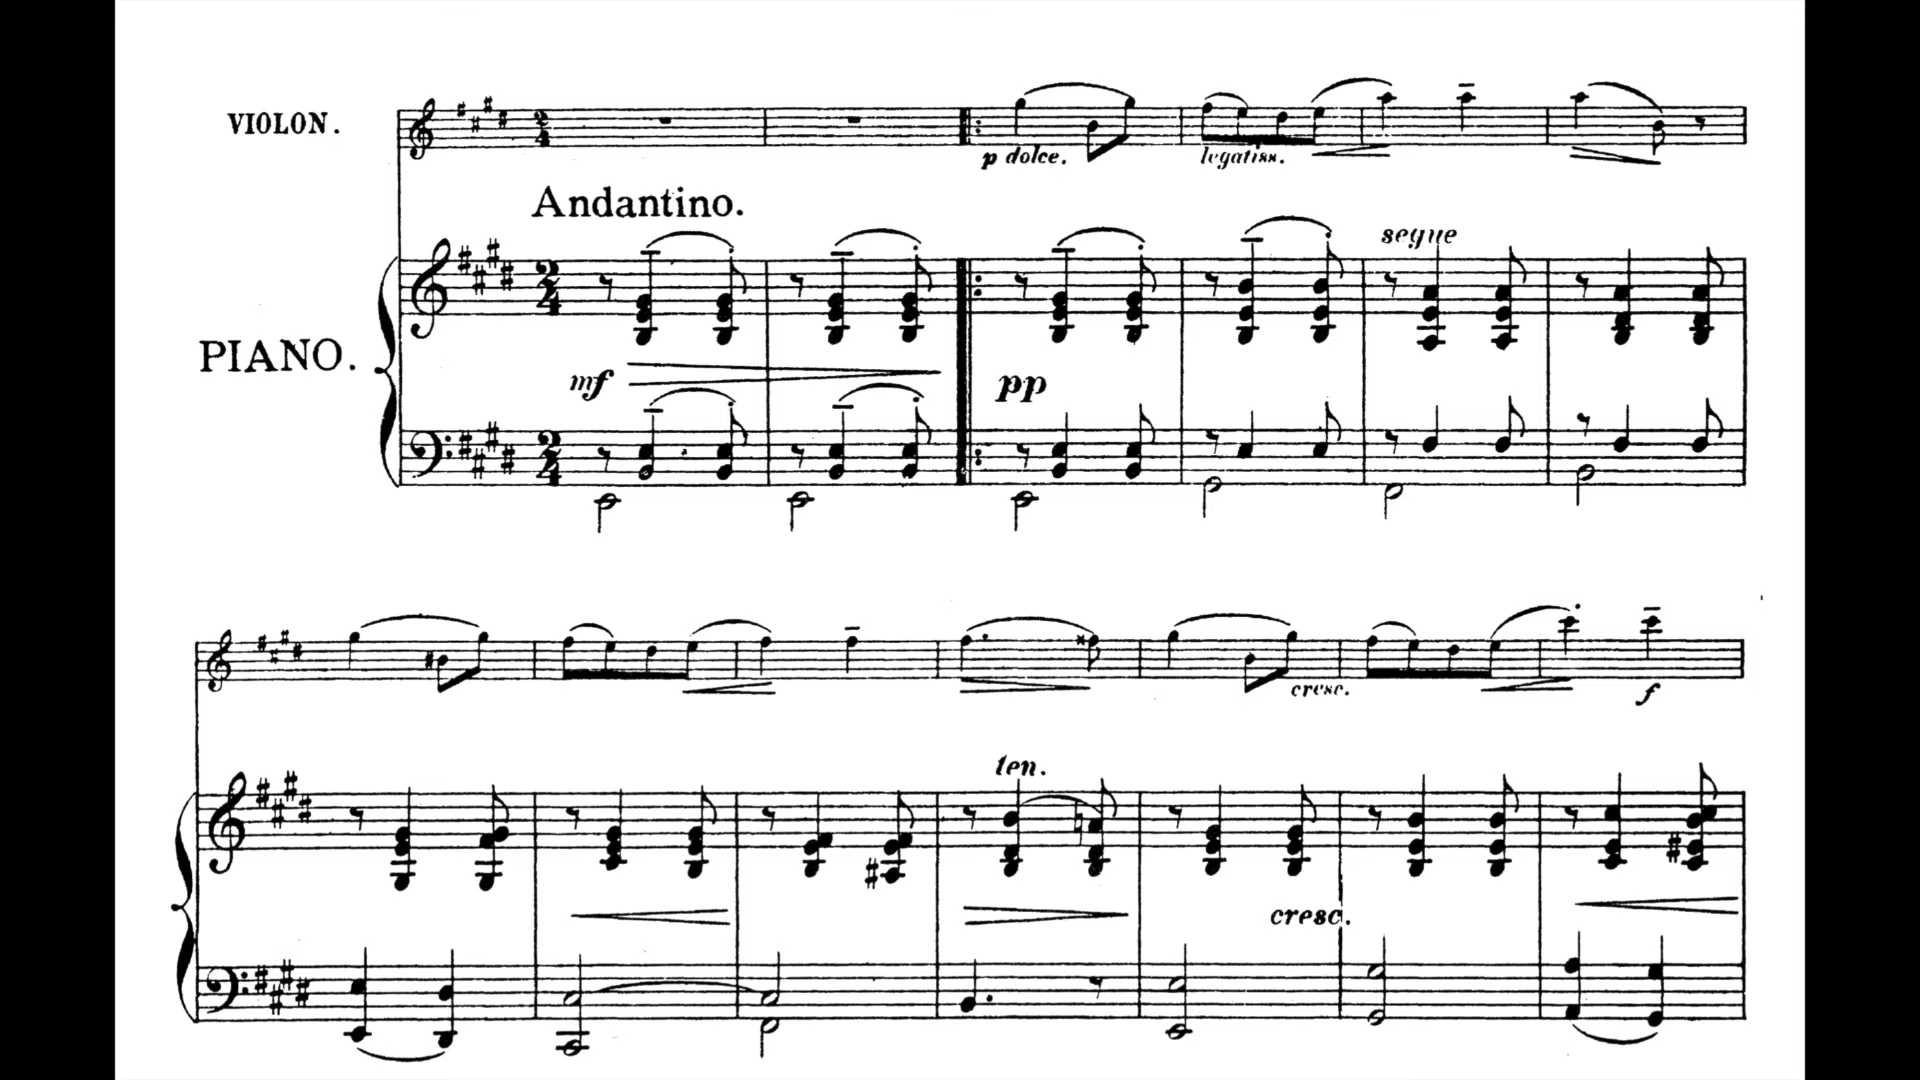 VIOLON.
p dolce.
legatiss.
Andantino.
segue
PIANO.
mf
pp
cresc.
f
ten.
cresc.